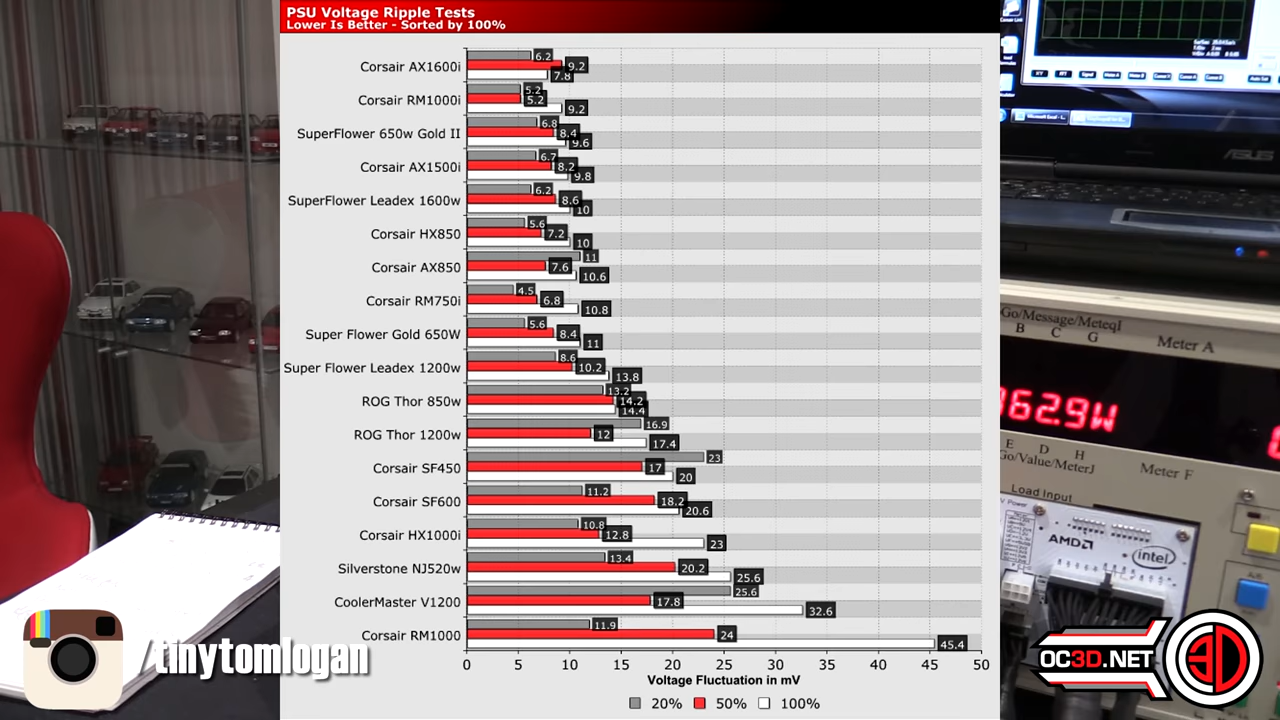 PSU Voltage Ripple Tests
Lower Is Better - Sorted by 100%
Corsair AX1600i
6.2
9.2
7.8
Corsair RM1000i
5.2
5.2
9.2
SuperFlower 650w Gold II
6.8
8.4
9.6
Corsair AX1500i
6.7
8.2
9.8
SuperFlower Leadex 1600w
6.2
8.6
10
Corsair HX850
5.6
7.2
10
Corsair AX850
11
7.6
10.6
Corsair RM750i
4.5
6.8
10.8
Super Flower Gold 650W
5.6
8.4
11
Super Flower Leadex 1200w
8.6
10.2
13.8
ROG Thor 850w
13.2
14.2
14.4
ROG Thor 1200w
16.9
12
17.4
Corsair SF450
23
17
20
Corsair SF600
11.2
18.2
20.6
Corsair HX1000i
10.8
12.8
23
Silverstone NJ520w
13.4
20.2
25.6
CoolerMaster V1200
25.6
17.8
32.6
Corsair RM1000
11.9
24
45.4
0 5 10 15 20 25 30 35 40 45 50
Voltage Fluctuation in mV
20% 50% 100%
/tinytomlogan
ASUS
Go/Message/MeteqI
B C G Meter A
362.9W
E D H
Go/Value/MeterJ Meter F
Load Input
AMD
intel
OC3D.NET
3D